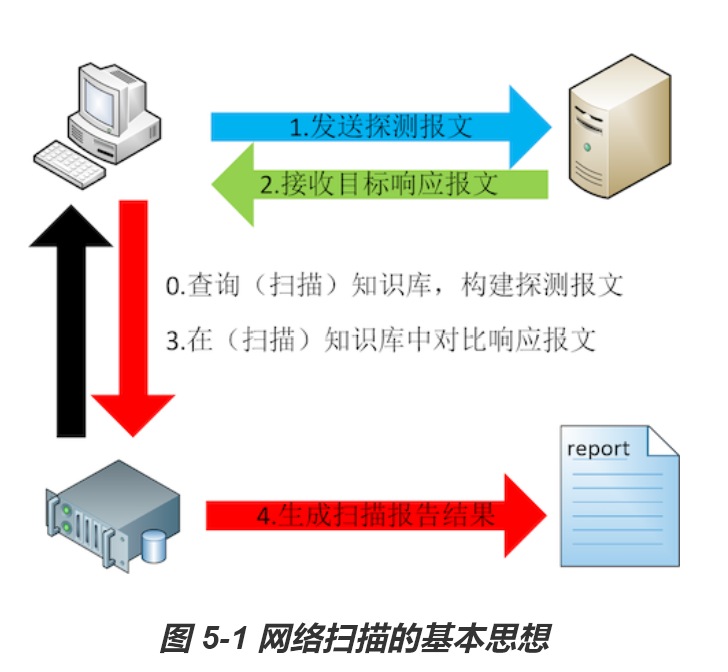 1.发送探测报文
2.接收目标响应报文
0.查询（扫描）知识库，构建探测报文
3.在（扫描）知识库中对比响应报文
report
4.生成扫描报告结果
图 5-1 网络扫描的基本思想